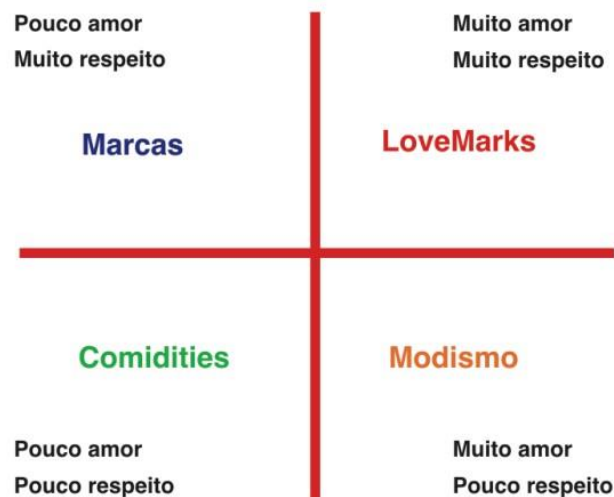 Pouco amor
Muito respeito
Muito amor
Muito respeito
Marcas
LoveMarks
Comidities
Modismo
Pouco amor
Pouco respeito
Muito amor
Pouco respeito